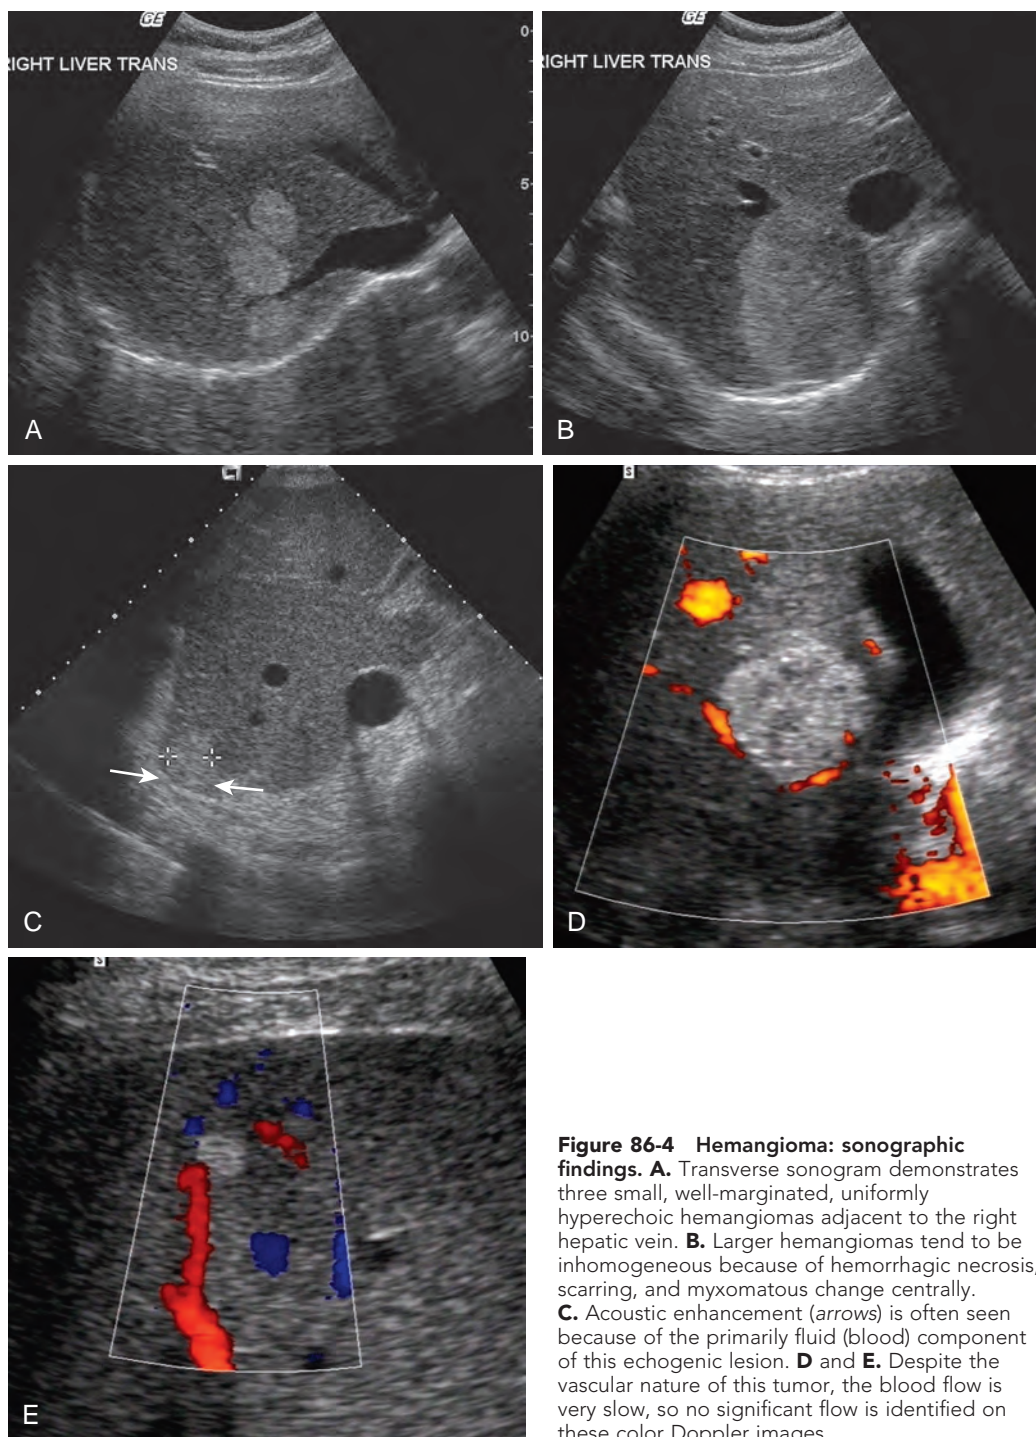 GE
RIGHT LIVER TRANS
0
5
10
A
GE
RIGHT LIVER TRANS
B
C
S
D
S
E
Figure 86-4 Hemangioma: sonographic
findings. A. Transverse sonogram demonstrates
three small, well-marginated, uniformly
hyperechoic hemangiomas adjacent to the right
hepatic vein. B. Larger hemangiomas tend to be
inhomogeneous because of hemorrhagic necrosis,
scarring, and myxomatous change centrally.
C. Acoustic enhancement (arrows) is often seen
because of the primarily fluid (blood) component
of this echogenic lesion. D and E. Despite the
vascular nature of this tumor, the blood flow is
very slow, so no significant flow is identified on
these color Doppler images.